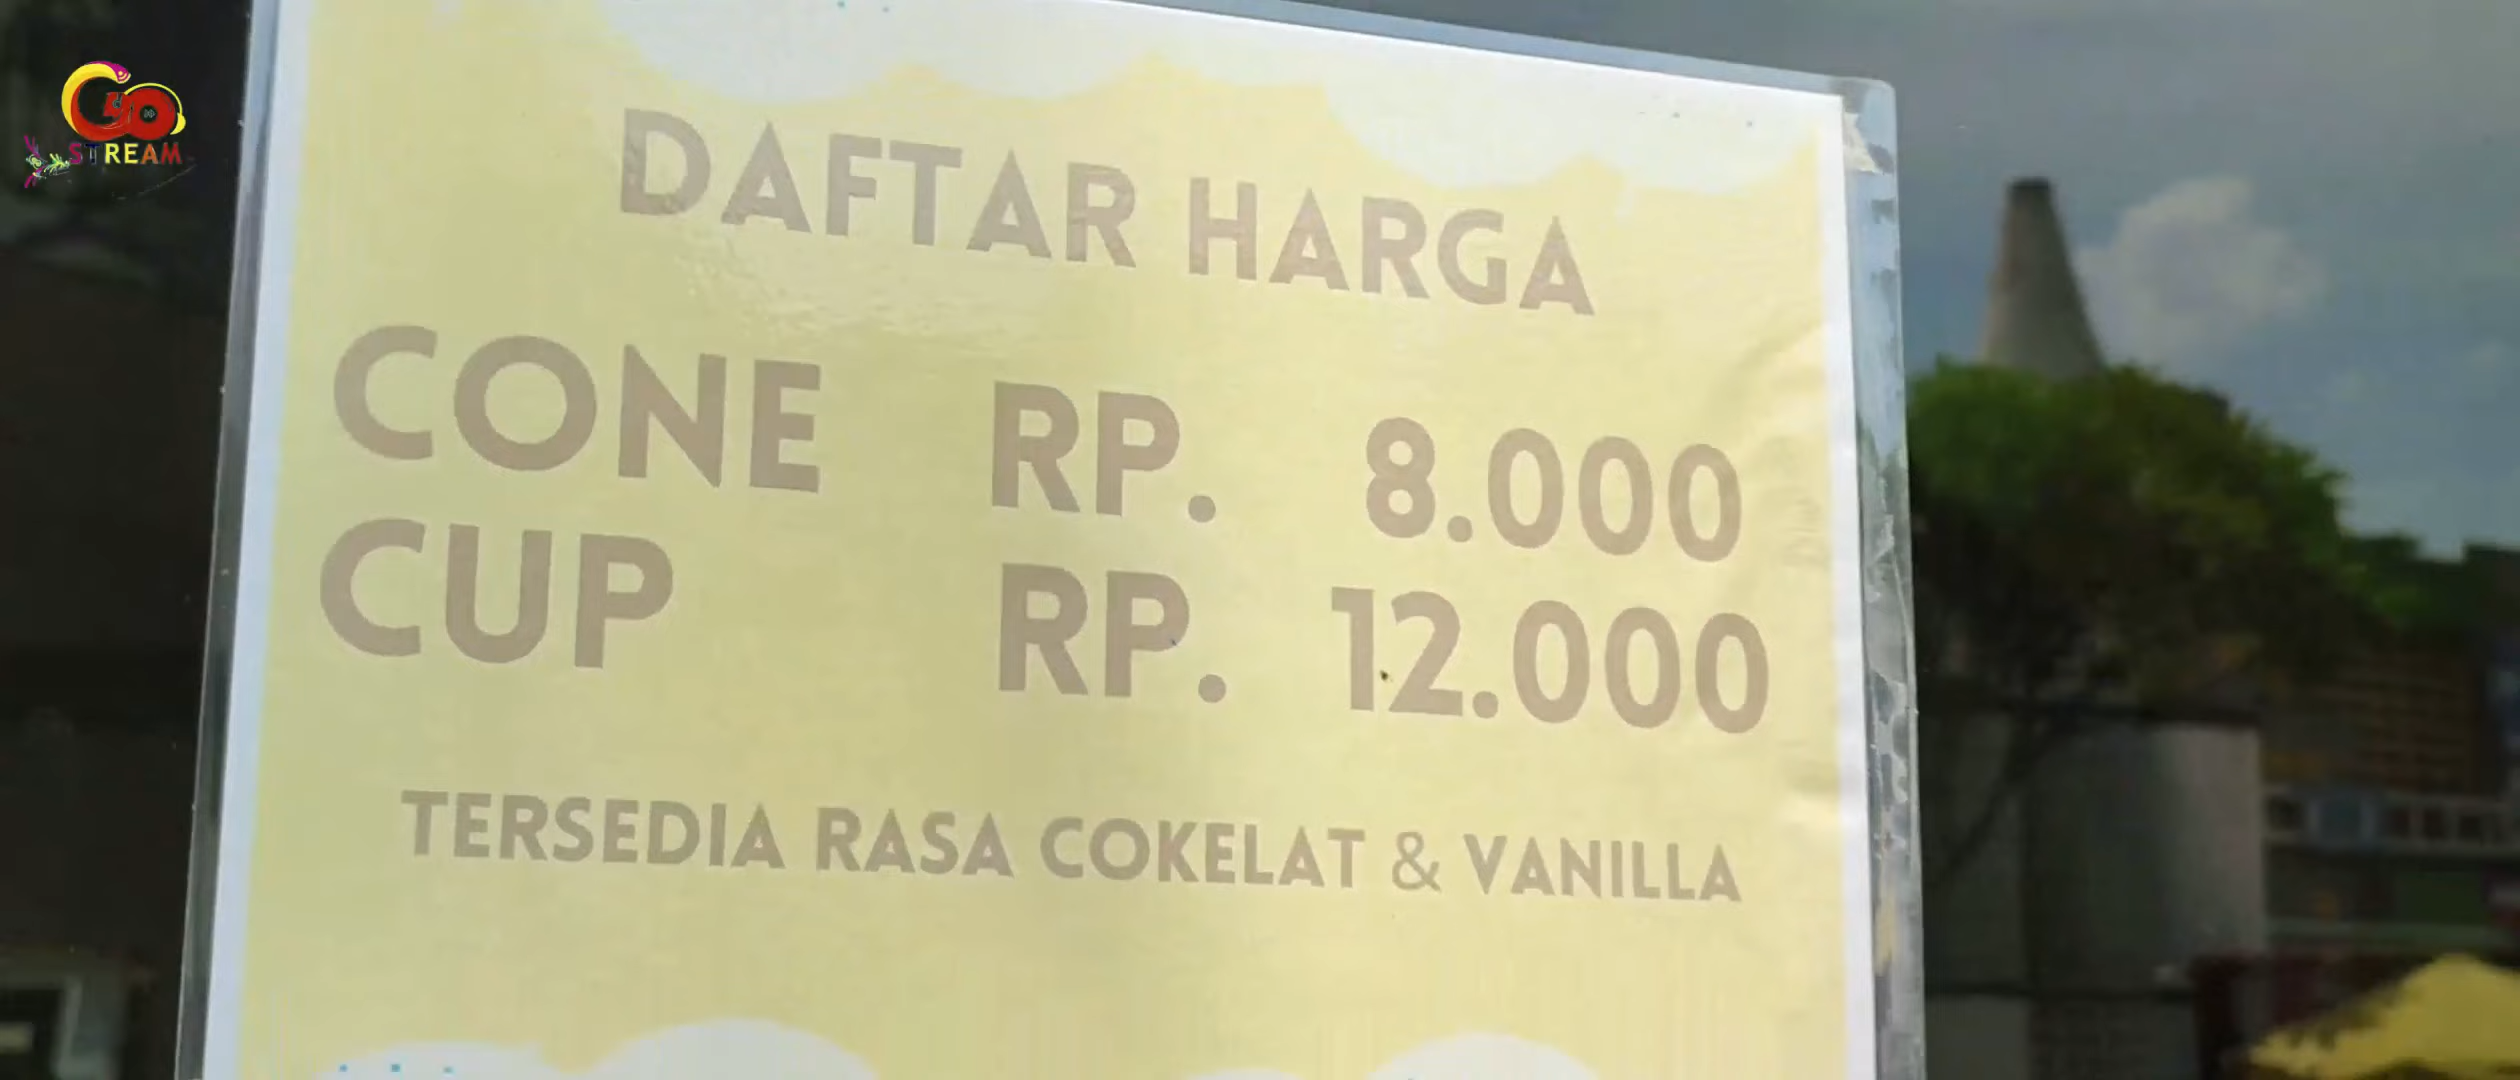 GO
STREAM
DAFTAR HARGA
CONE RP. 8.000
CUP RP. 12.000
TERSEDIA RASA COKELAT & VANILLA